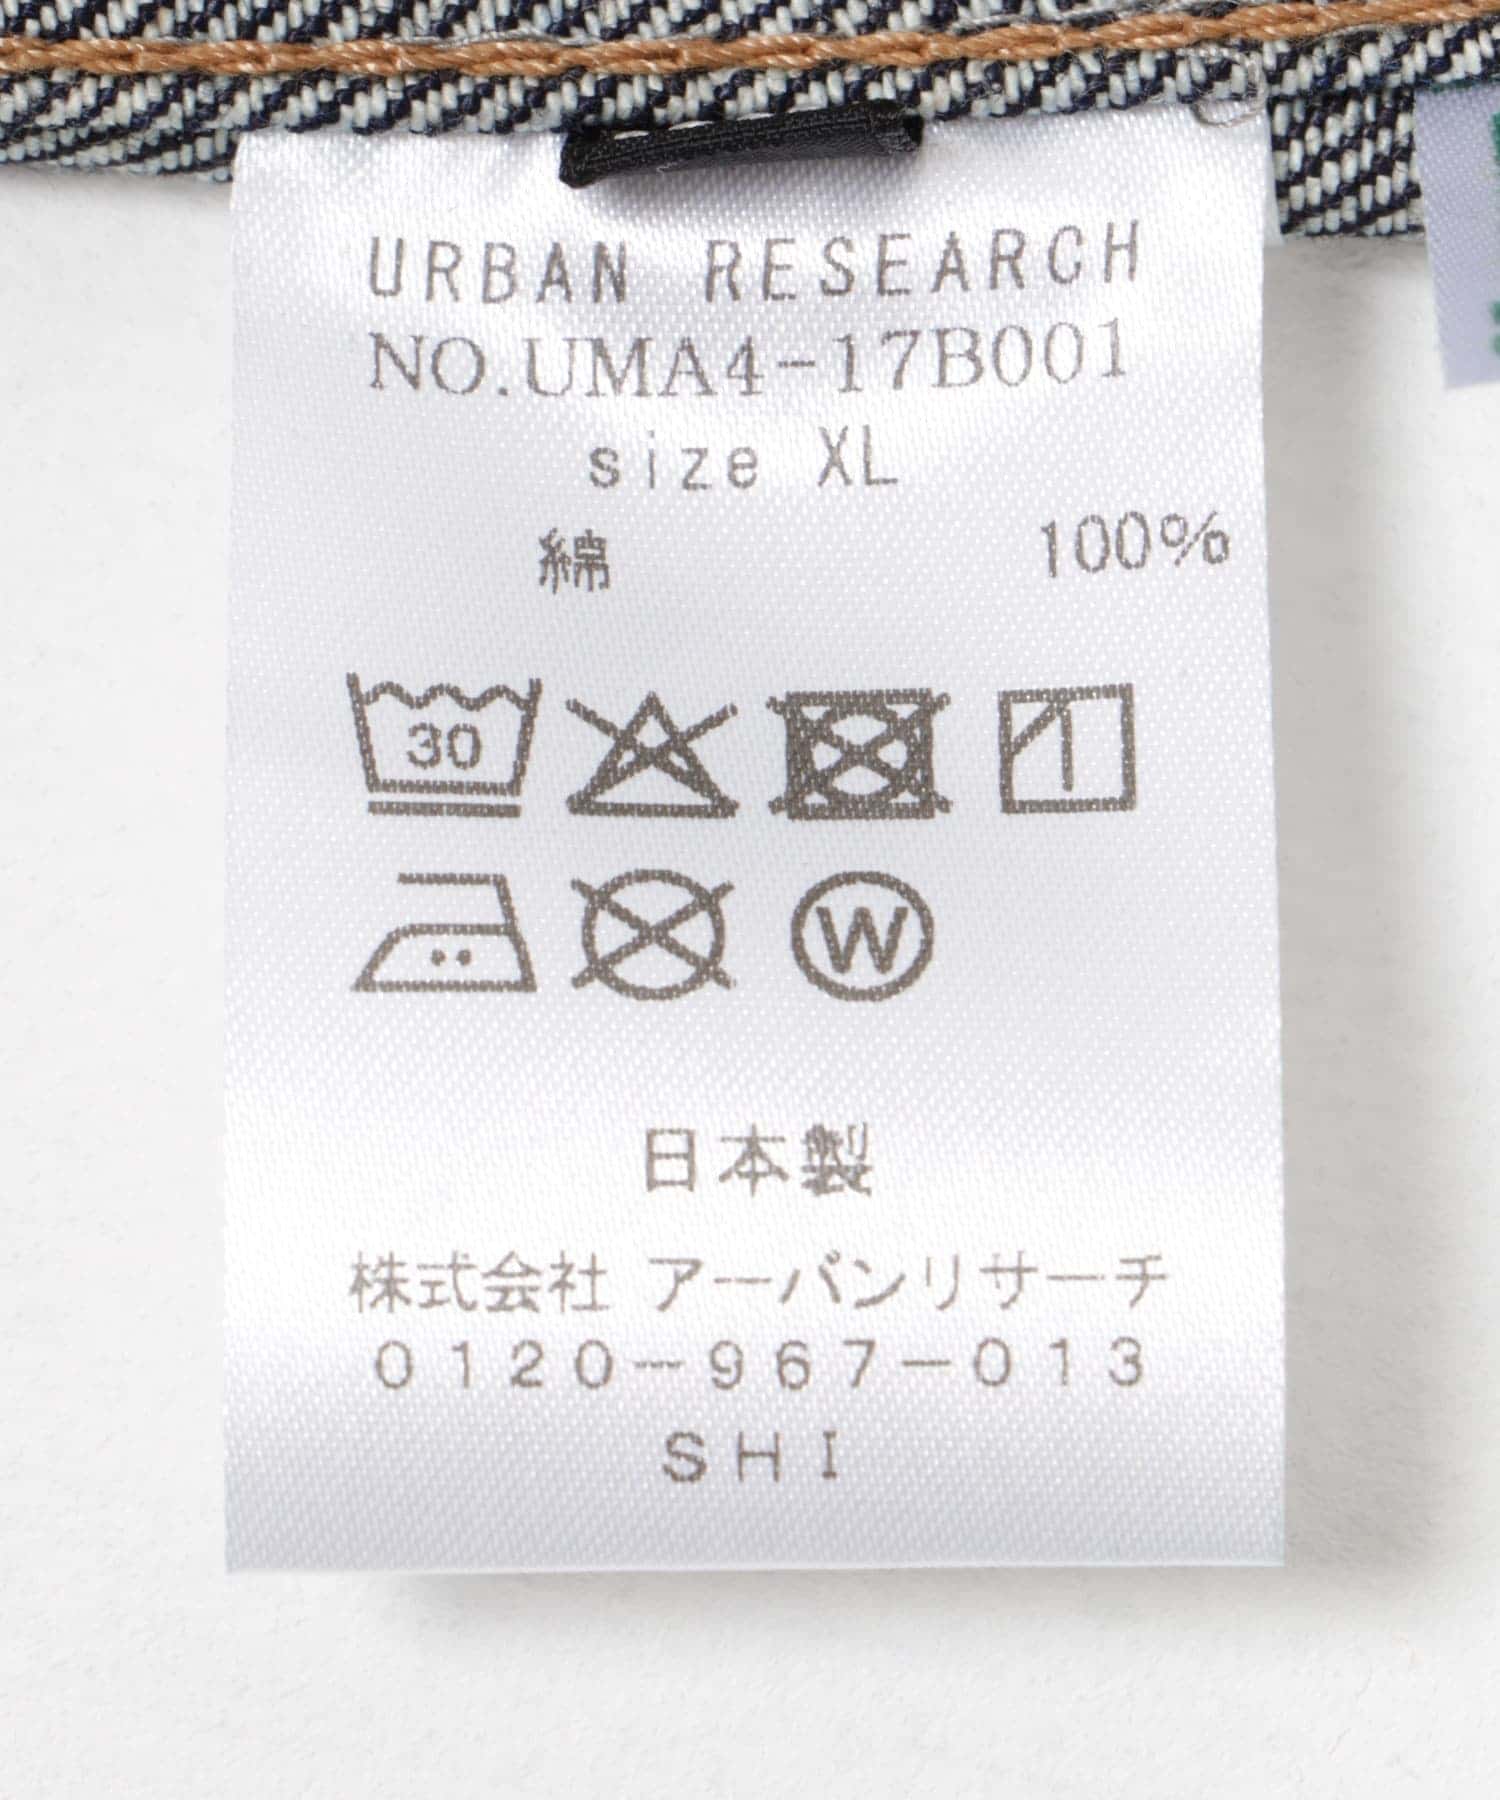 URBAN RESEARCH
NO.UMA4-17B001
size XL
綿 100%
30
W
日本製
株式会社 アーバンリサーチ
0120-967-013
SHI